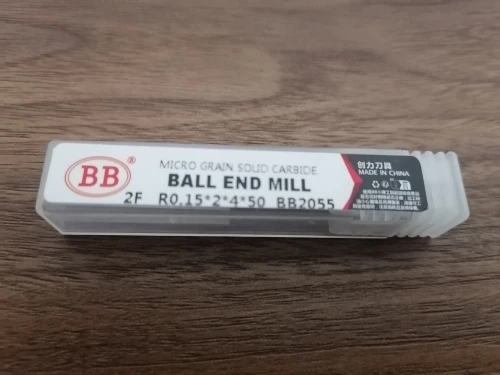 BB®
MICRO GRAIN SOLID CARBIDE
BALL END MILL
2F R0.15*2*4*50 BB2055
创力刀具
MADE IN CHINA